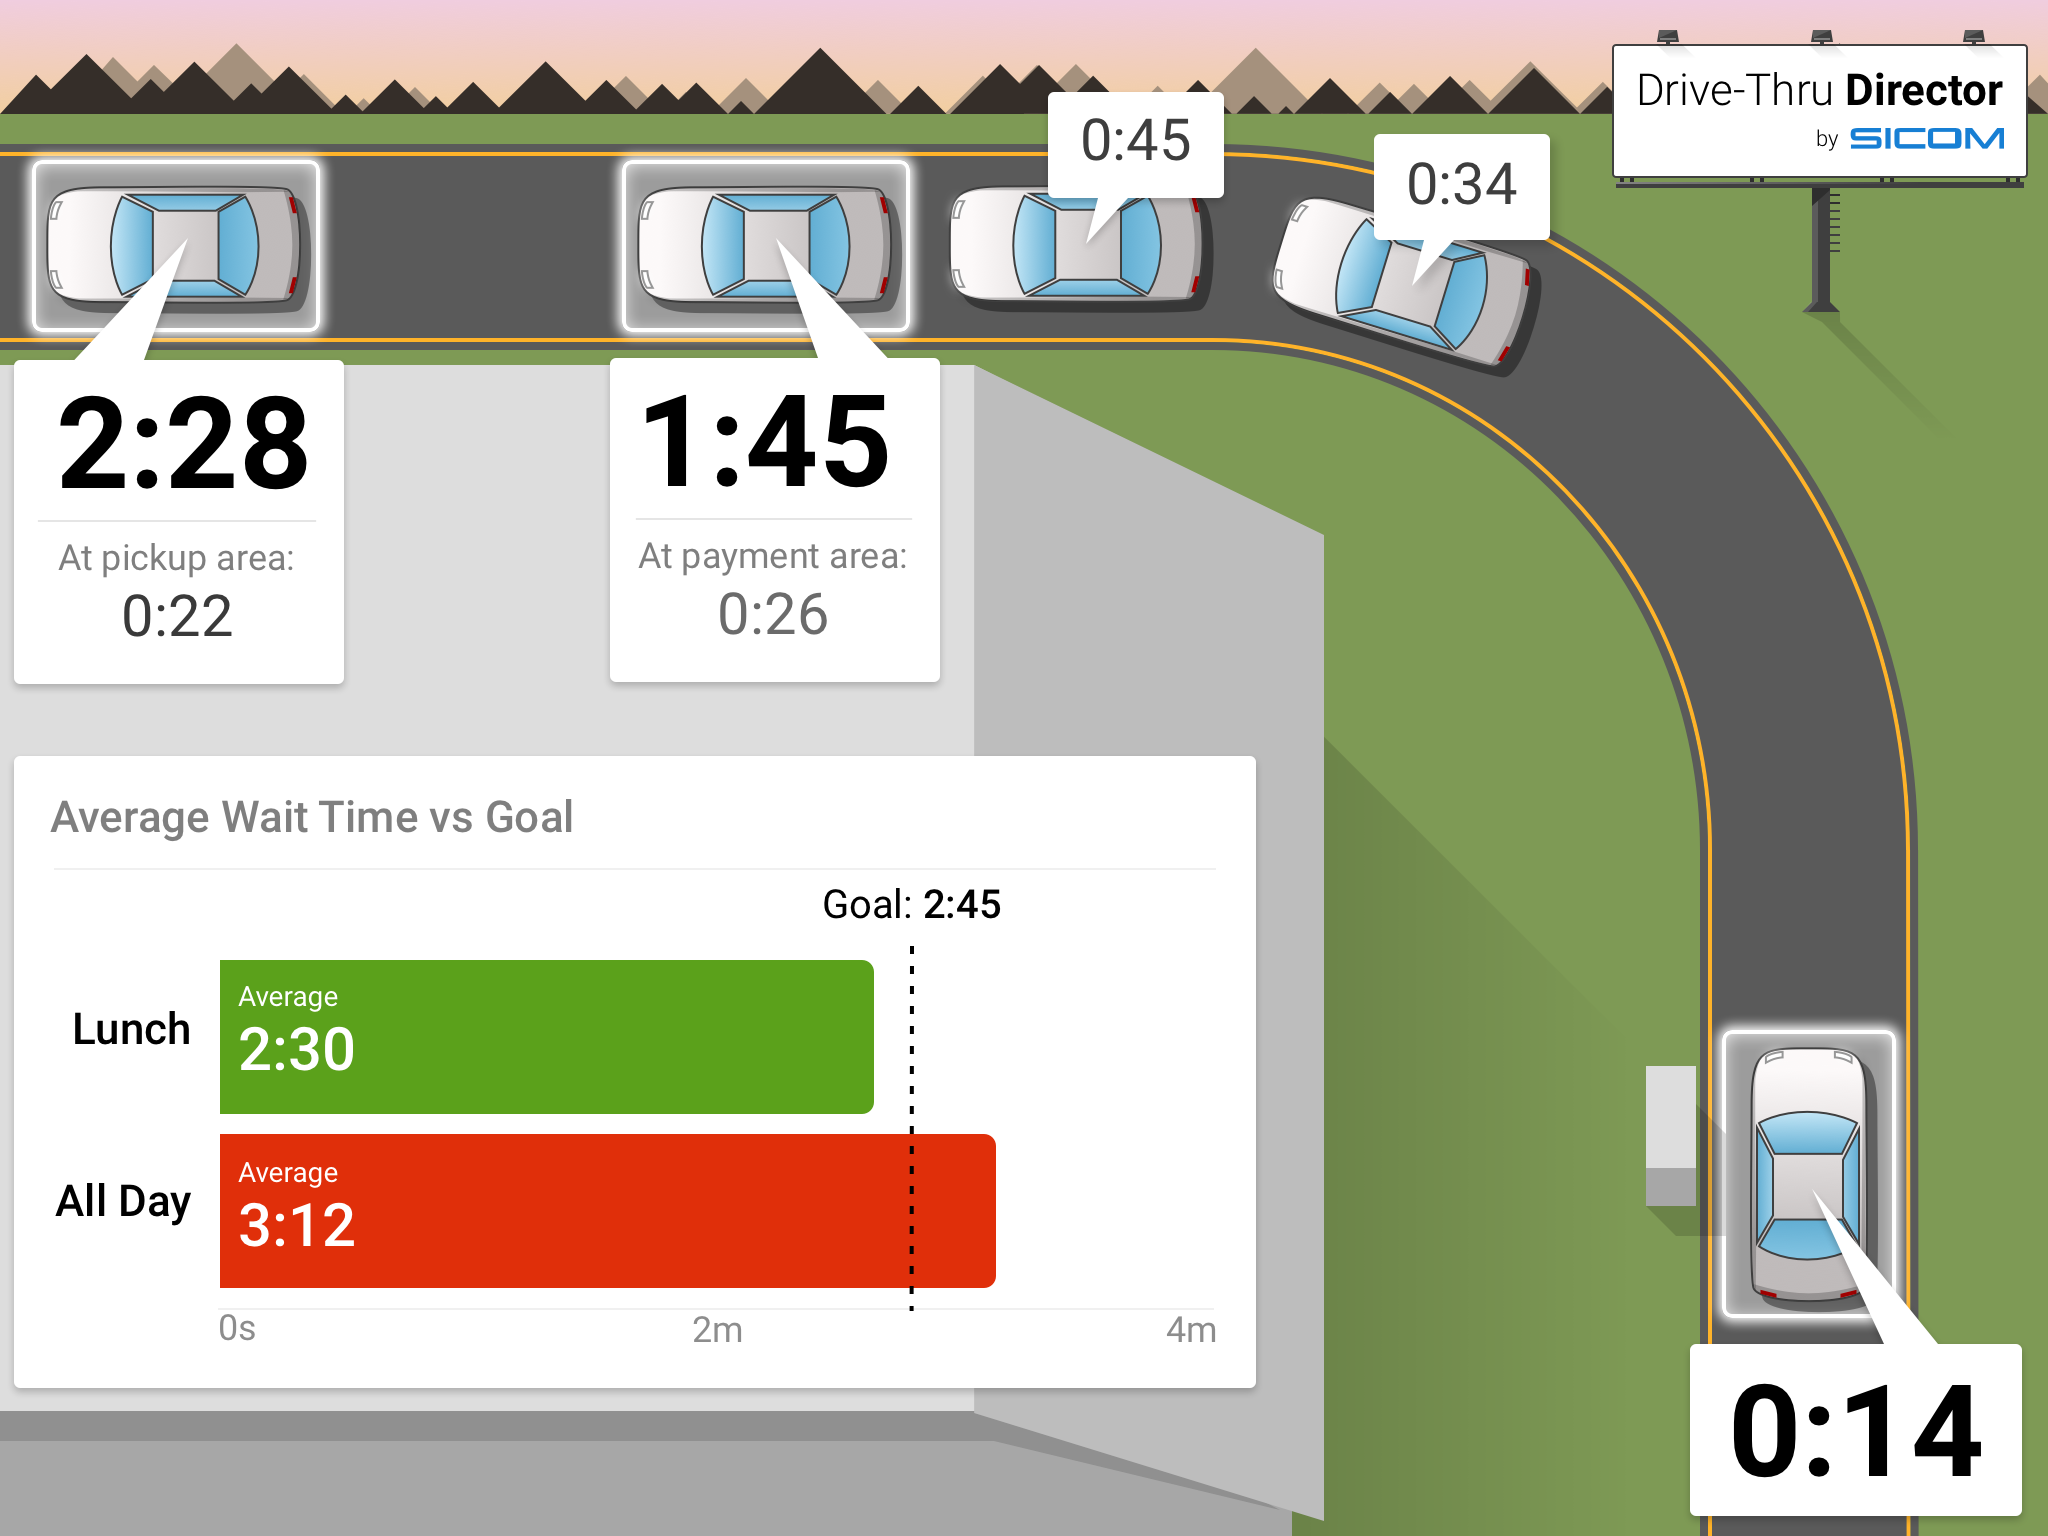 Drive-Thru Director
by SICOM
0:45
0:34
2:28
At pickup area:
0:22
1:45
At payment area:
0:26
Average Wait Time vs Goal
Goal: 2:45
Lunch
Average
2:30
All Day
Average
3:12
0s
2m
4m
0:14